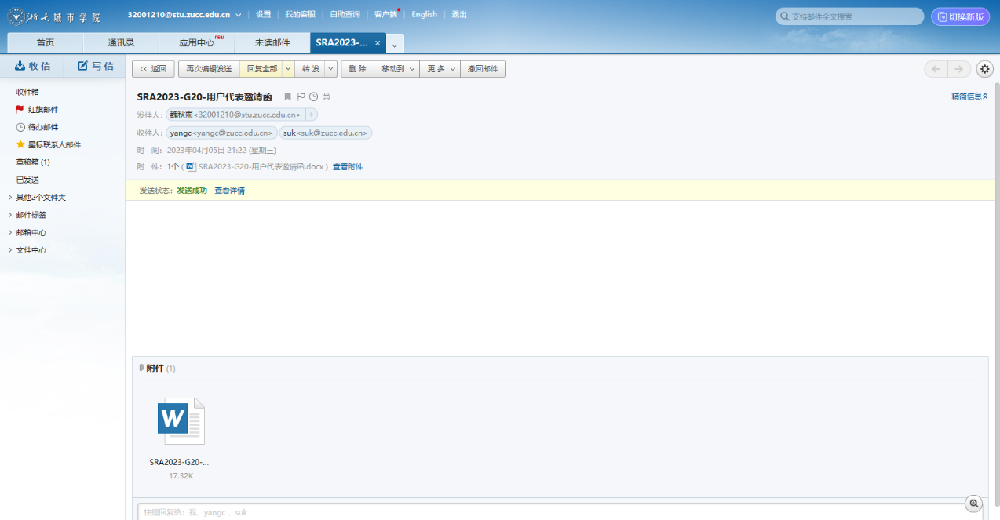 浙大城市学院 32001210@stu.zucc.edu.cn 设置 我的客服 自助查询 客户端 English 退出 支持邮件全文搜索 切换新版
首页 通讯录 应用中心 new 未读邮件 SRA2023-... ×
收信 写信 << 返回 再次编辑发送 回复全部 转发 删除 移动到 更多 撤回邮件
收件箱
红旗邮件
待办邮件
星标联系人邮件
草稿箱 (1)
已发送
其他2个文件夹
邮件标签
邮箱中心
文件中心
SRA2023-G20-用户代表邀请函 精简信息
发件人: 魏秋雨<32001210@stu.zucc.edu.cn> +
收件人: yangc<yangc@zucc.edu.cn> suk<suk@zucc.edu.cn>
时 间: 2023年04月05日 21:22 (星期三)
附 件: 1个 ( SRA2023-G20-用户代表邀请函.docx ) 查看附件
发送状态: 发送成功 查看详情
附件 (1)
W
SRA2023-G20-...
17.32K
快捷回复给: 我、yangc 、suk